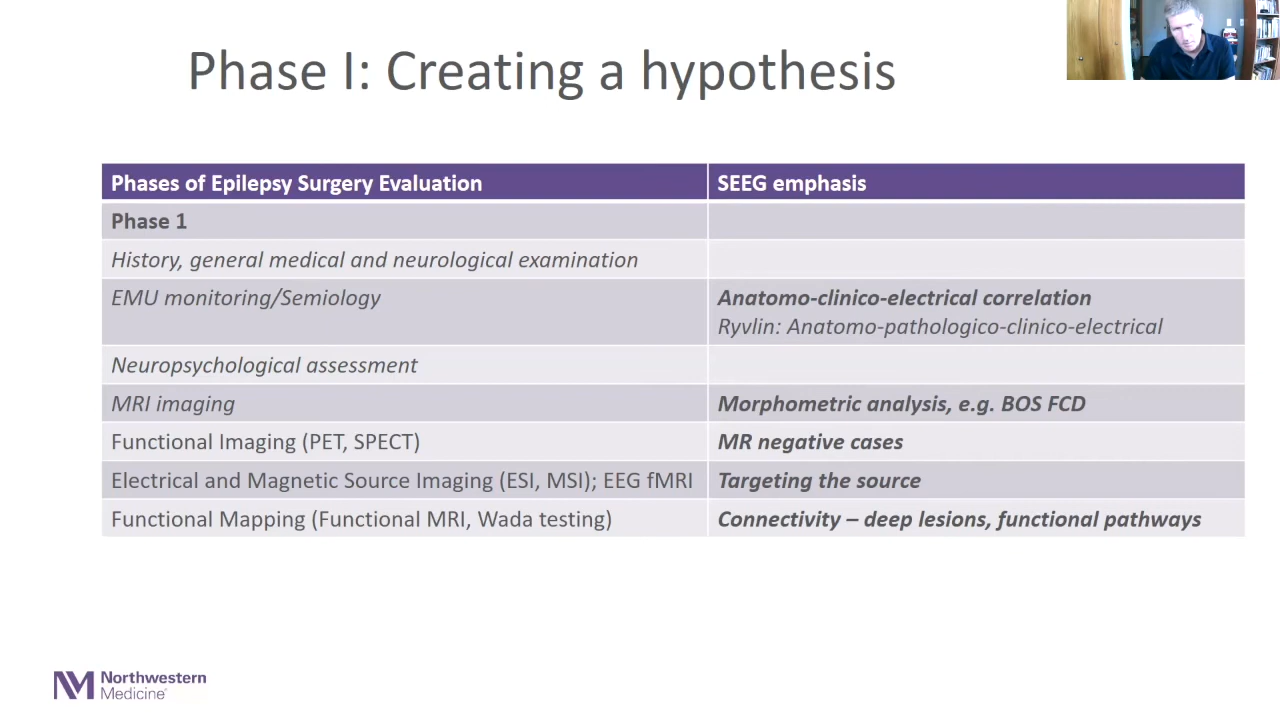 Phase I: Creating a hypothesis
Phases of Epilepsy Surgery Evaluation
SEEG emphasis
Phase 1
History, general medical and neurological examination
EMU monitoring/Semiology
Anatomo-clinico-electrical correlation
Ryvlin: Anatomo-pathologico-clinico-electrical
Neuropsychological assessment
MRI imaging
Morphometric analysis, e.g. BOS FCD
Functional Imaging (PET, SPECT)
MR negative cases
Electrical and Magnetic Source Imaging (ESI, MSI); EEG fMRI
Targeting the source
Functional Mapping (Functional MRI, Wada testing)
Connectivity – deep lesions, functional pathways
Northwestern
Medicine